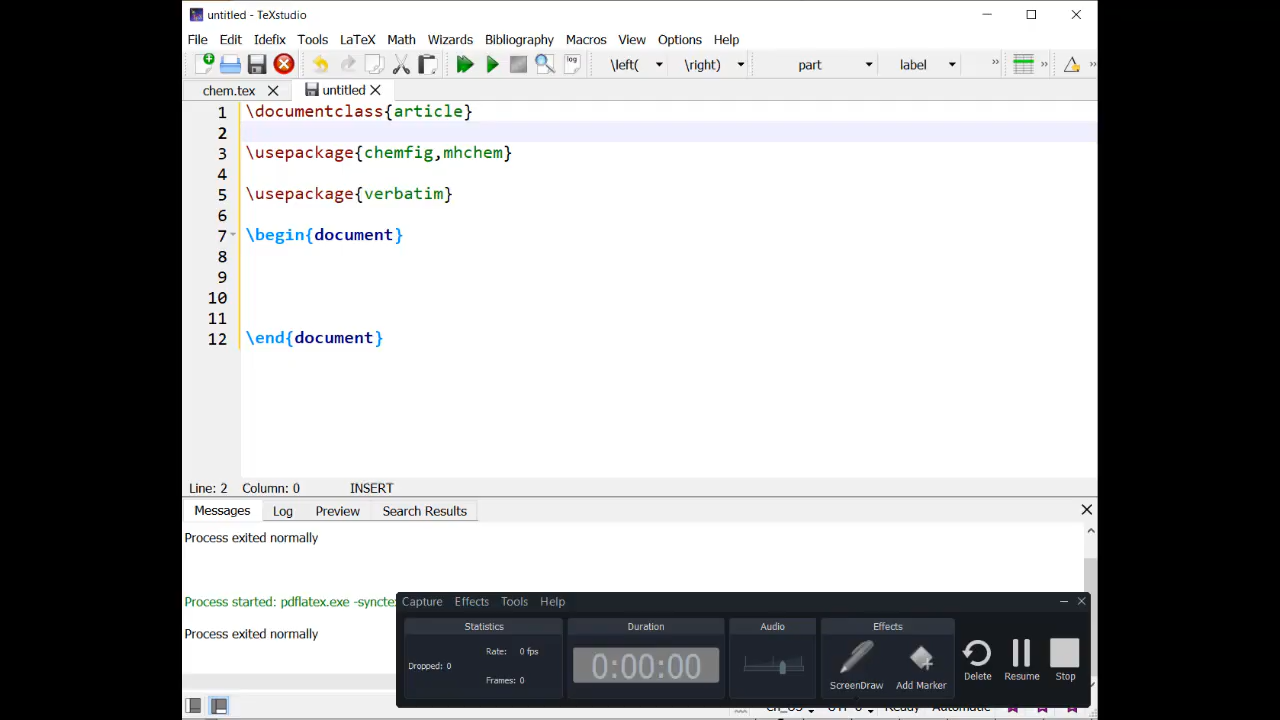 untitled - TeXstudio
File Edit Idefix Tools LaTeX Math Wizards Bibliography Macros View Options Help
log \left( \right) part label » » »
chem.tex untitled
1 \documentclass{article}
2
3 \usepackage{chemfig,mhchem}
4
5 \usepackage{verbatim}
6
7 \begin{document}
8
9
10
11
12 \end{document}
Line: 2 Column: 0 INSERT
Messages Log Preview Search Results
Process exited normally
Process started: pdflatex.exe -synctex
Process exited normally
Capture Effects Tools Help
Statistics Duration Audio Effects
Rate: 0 fps
Dropped: 0
Frames: 0
0:00:00
ScreenDraw Add Marker Delete Resume Stop